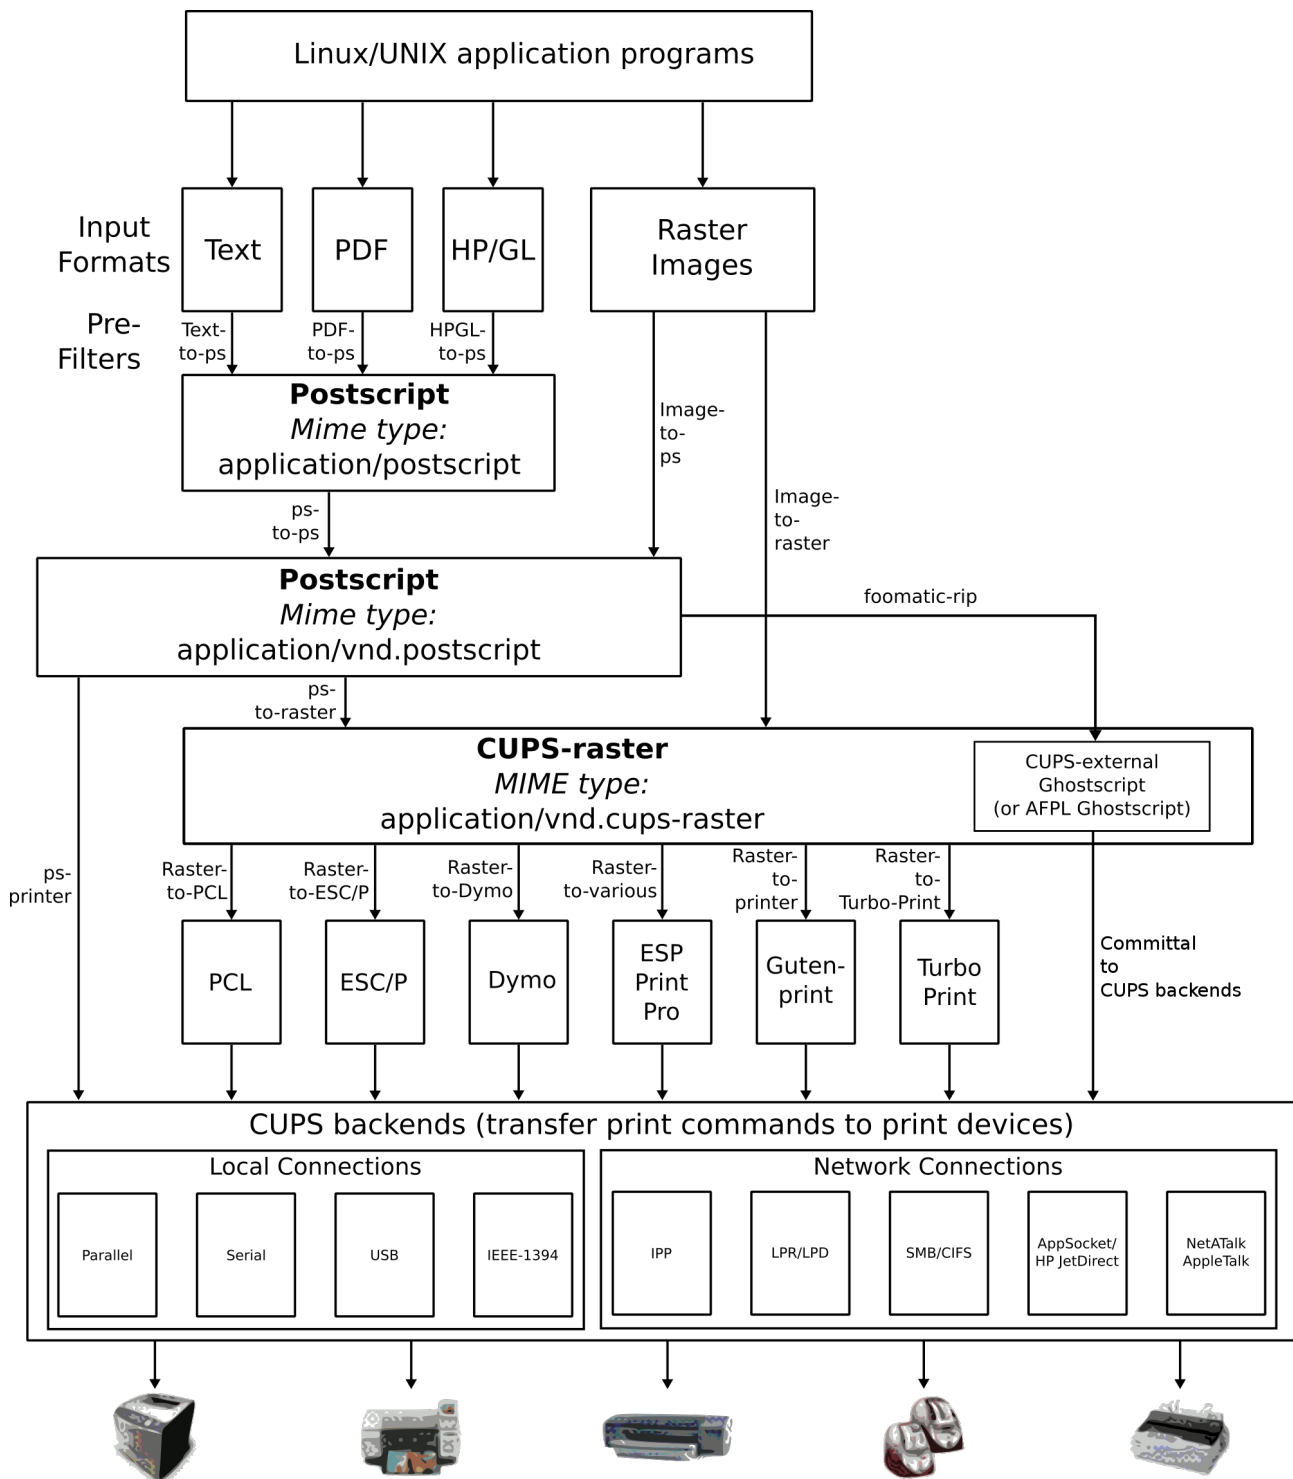 Linux/UNIX application programs
Input
Formats
Text
PDF
HP/GL
Raster
Images
Pre-
Filters
Text-
to-ps
PDF-
to-ps
HPGL-
to-ps
Postscript
Mime type:
application/postscript
Image-
to-
ps
Image-
to-
raster
ps-
to-ps
Postscript
Mime type:
application/vnd.postscript
foomatic-rip
ps-
to-raster
CUPS-raster
MIME type:
application/vnd.cups-raster
CUPS-external
Ghostscript
(or AFPL Ghostscript)
ps-
printer
Raster-
to-PCL
Raster-
to-ESC/P
Raster-
to-Dymo
Raster-
to-various
Raster-
to-
printer
Raster-
to-
Turbo-Print
PCL
ESC/P
Dymo
ESP
Print
Pro
Guten-
print
Turbo
Print
Committal
to
CUPS backends
CUPS backends (transfer print commands to print devices)
Local Connections
Parallel
Serial
USB
IEEE-1394
Network Connections
IPP
LPR/LPD
SMB/CIFS
AppSocket/
HP JetDirect
NetATalk
AppleTalk